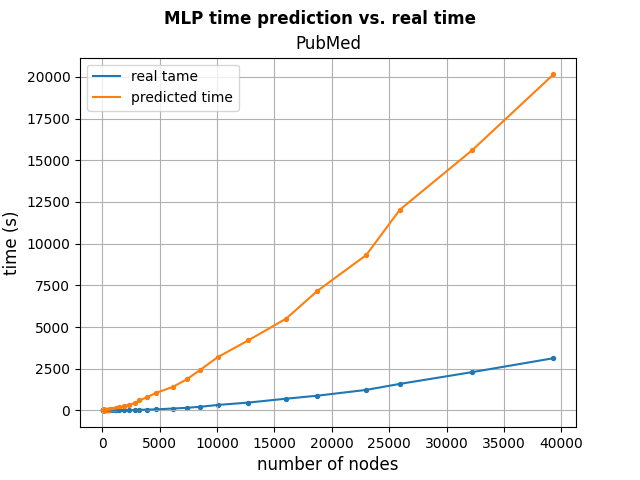 MLP time prediction vs. real time
PubMed
real tame
predicted time
time (s)
20000
17500
15000
12500
10000
7500
5000
2500
0
0 5000 10000 15000 20000 25000 30000 35000 40000
number of nodes